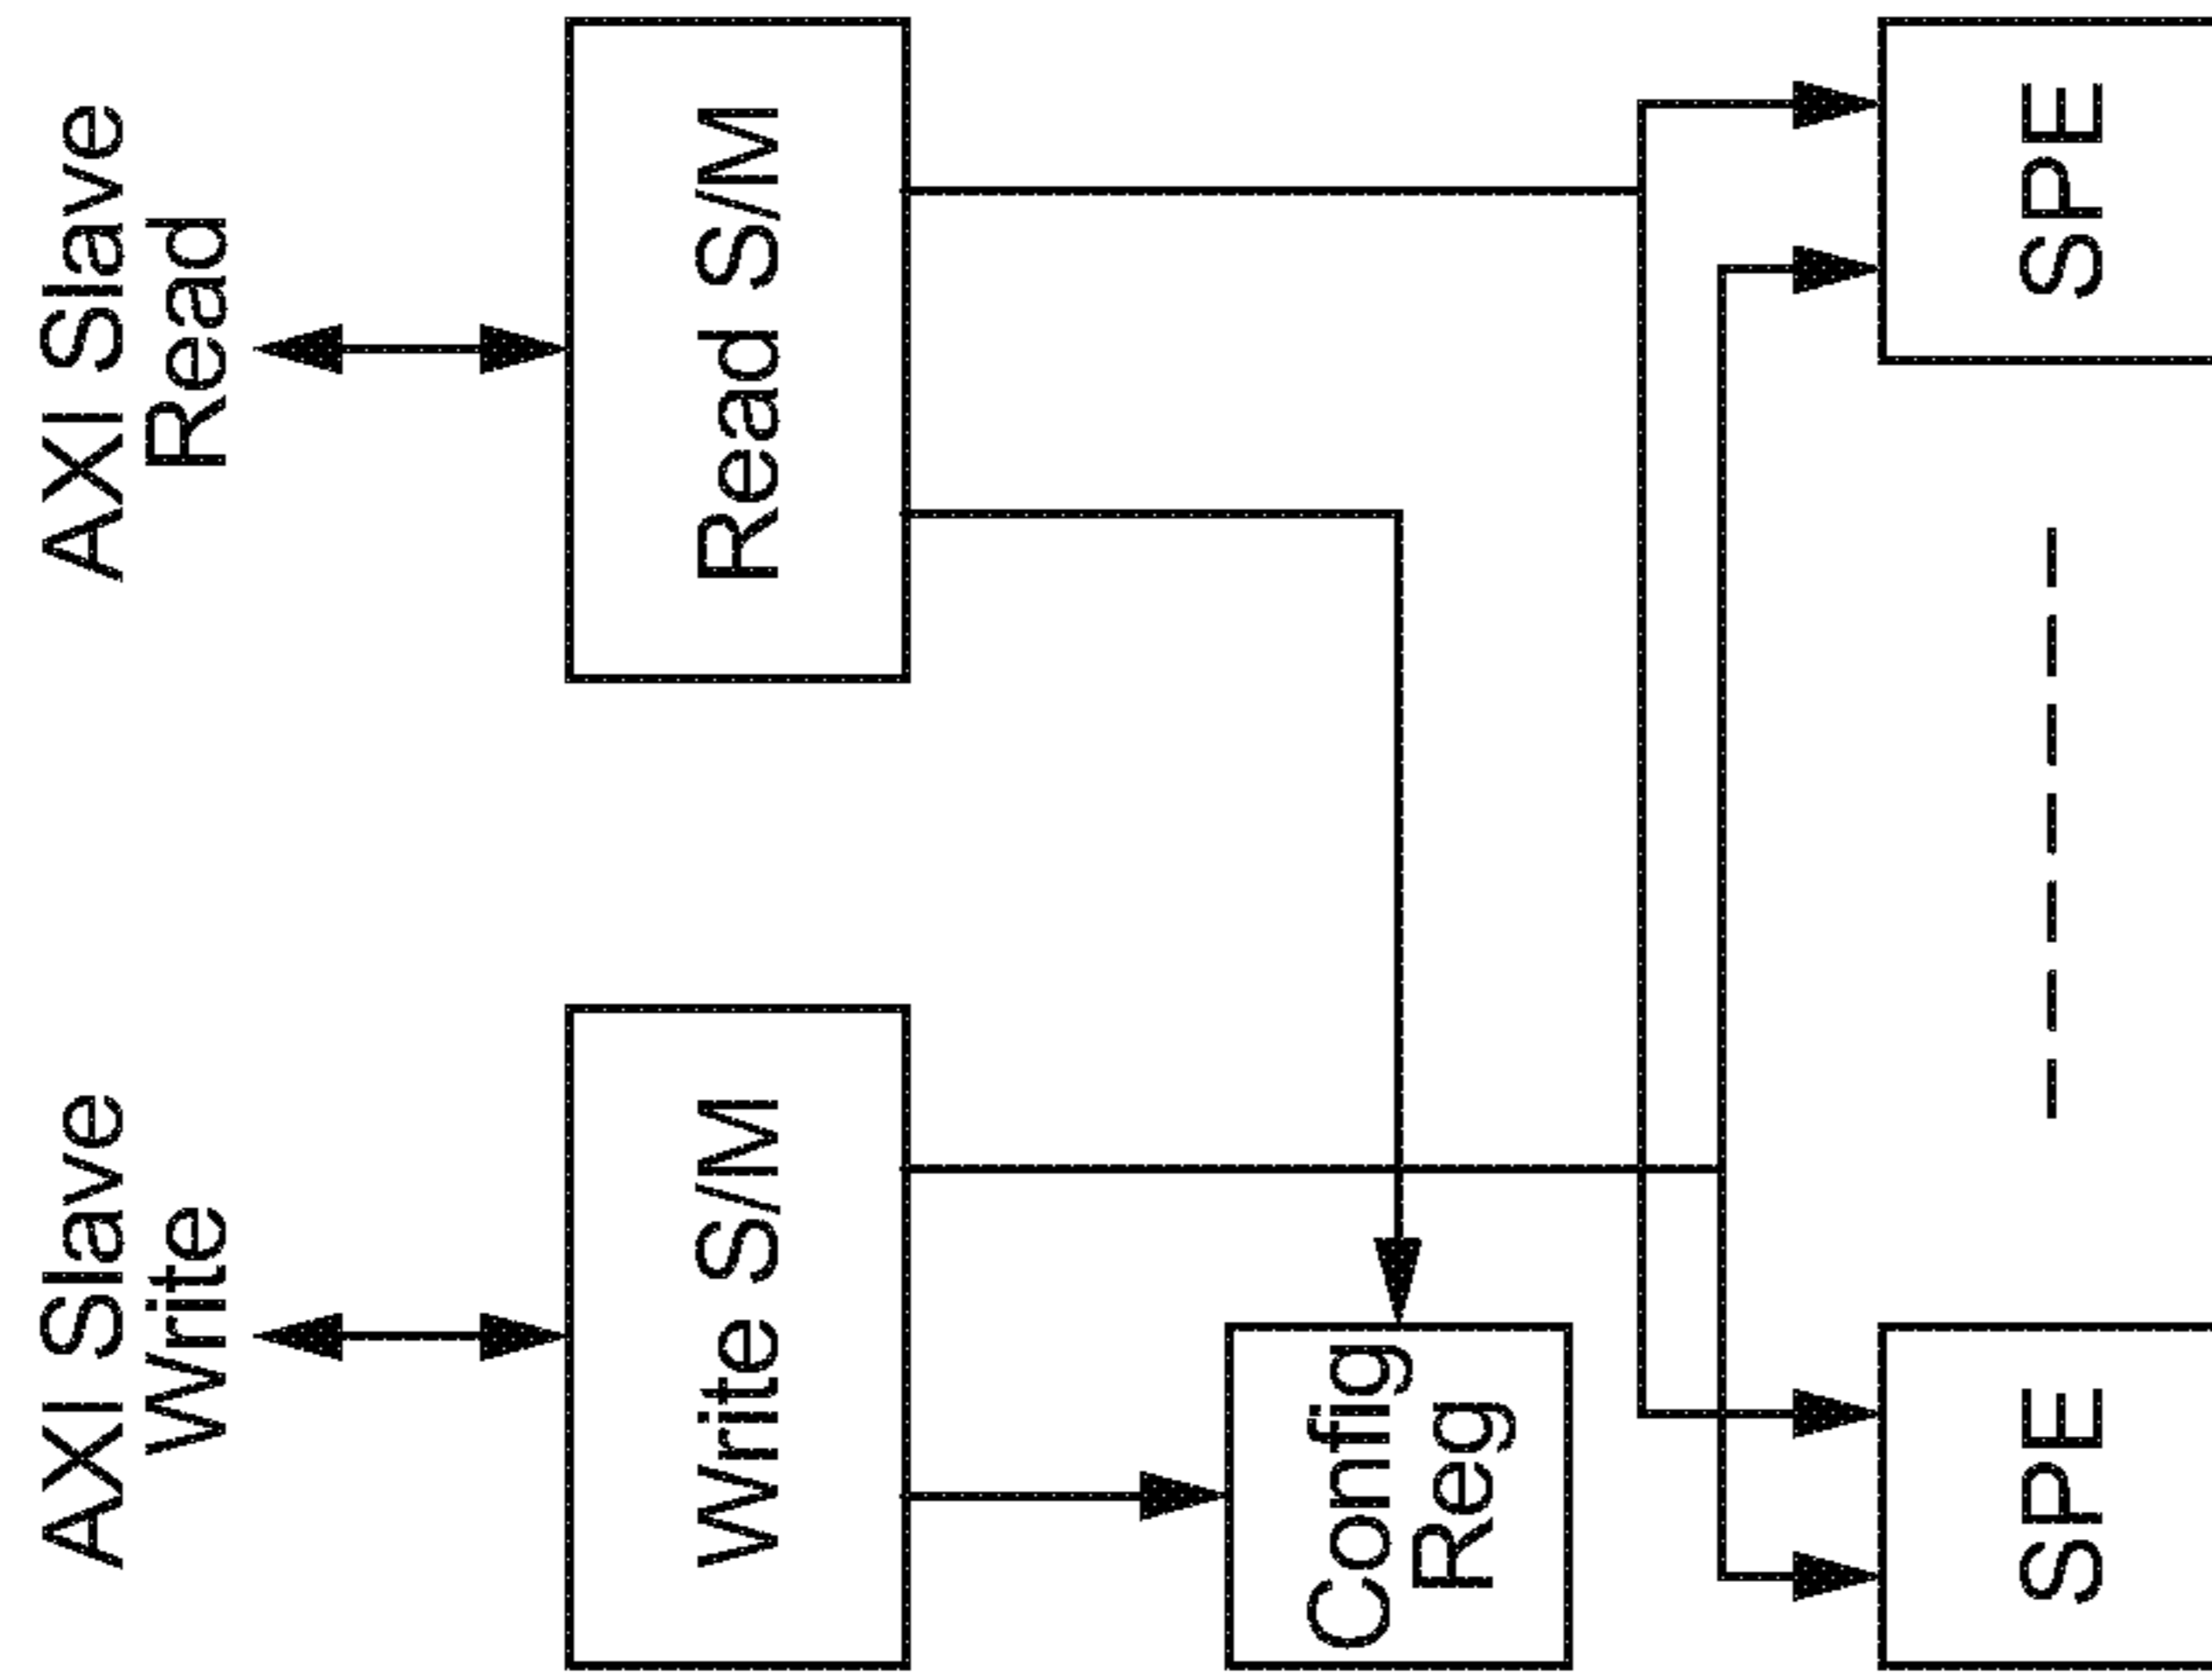 AXI Slave
Write
AXI Slave
Read
Write S/M
Read S/M
Config
Reg
SPE
SPE